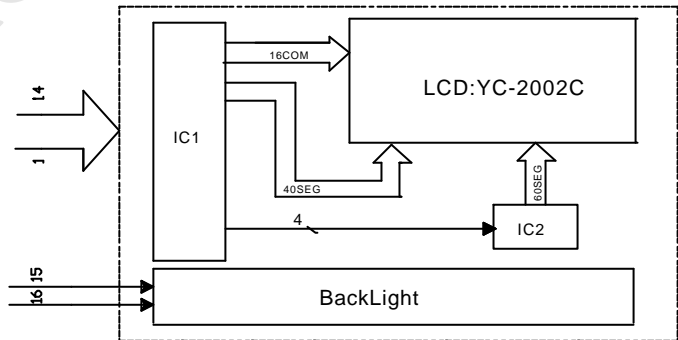 14
1
16COM
LCD:YC-2002C
IC1
40SEG
60SEG
4
IC2
15
16
BackLight